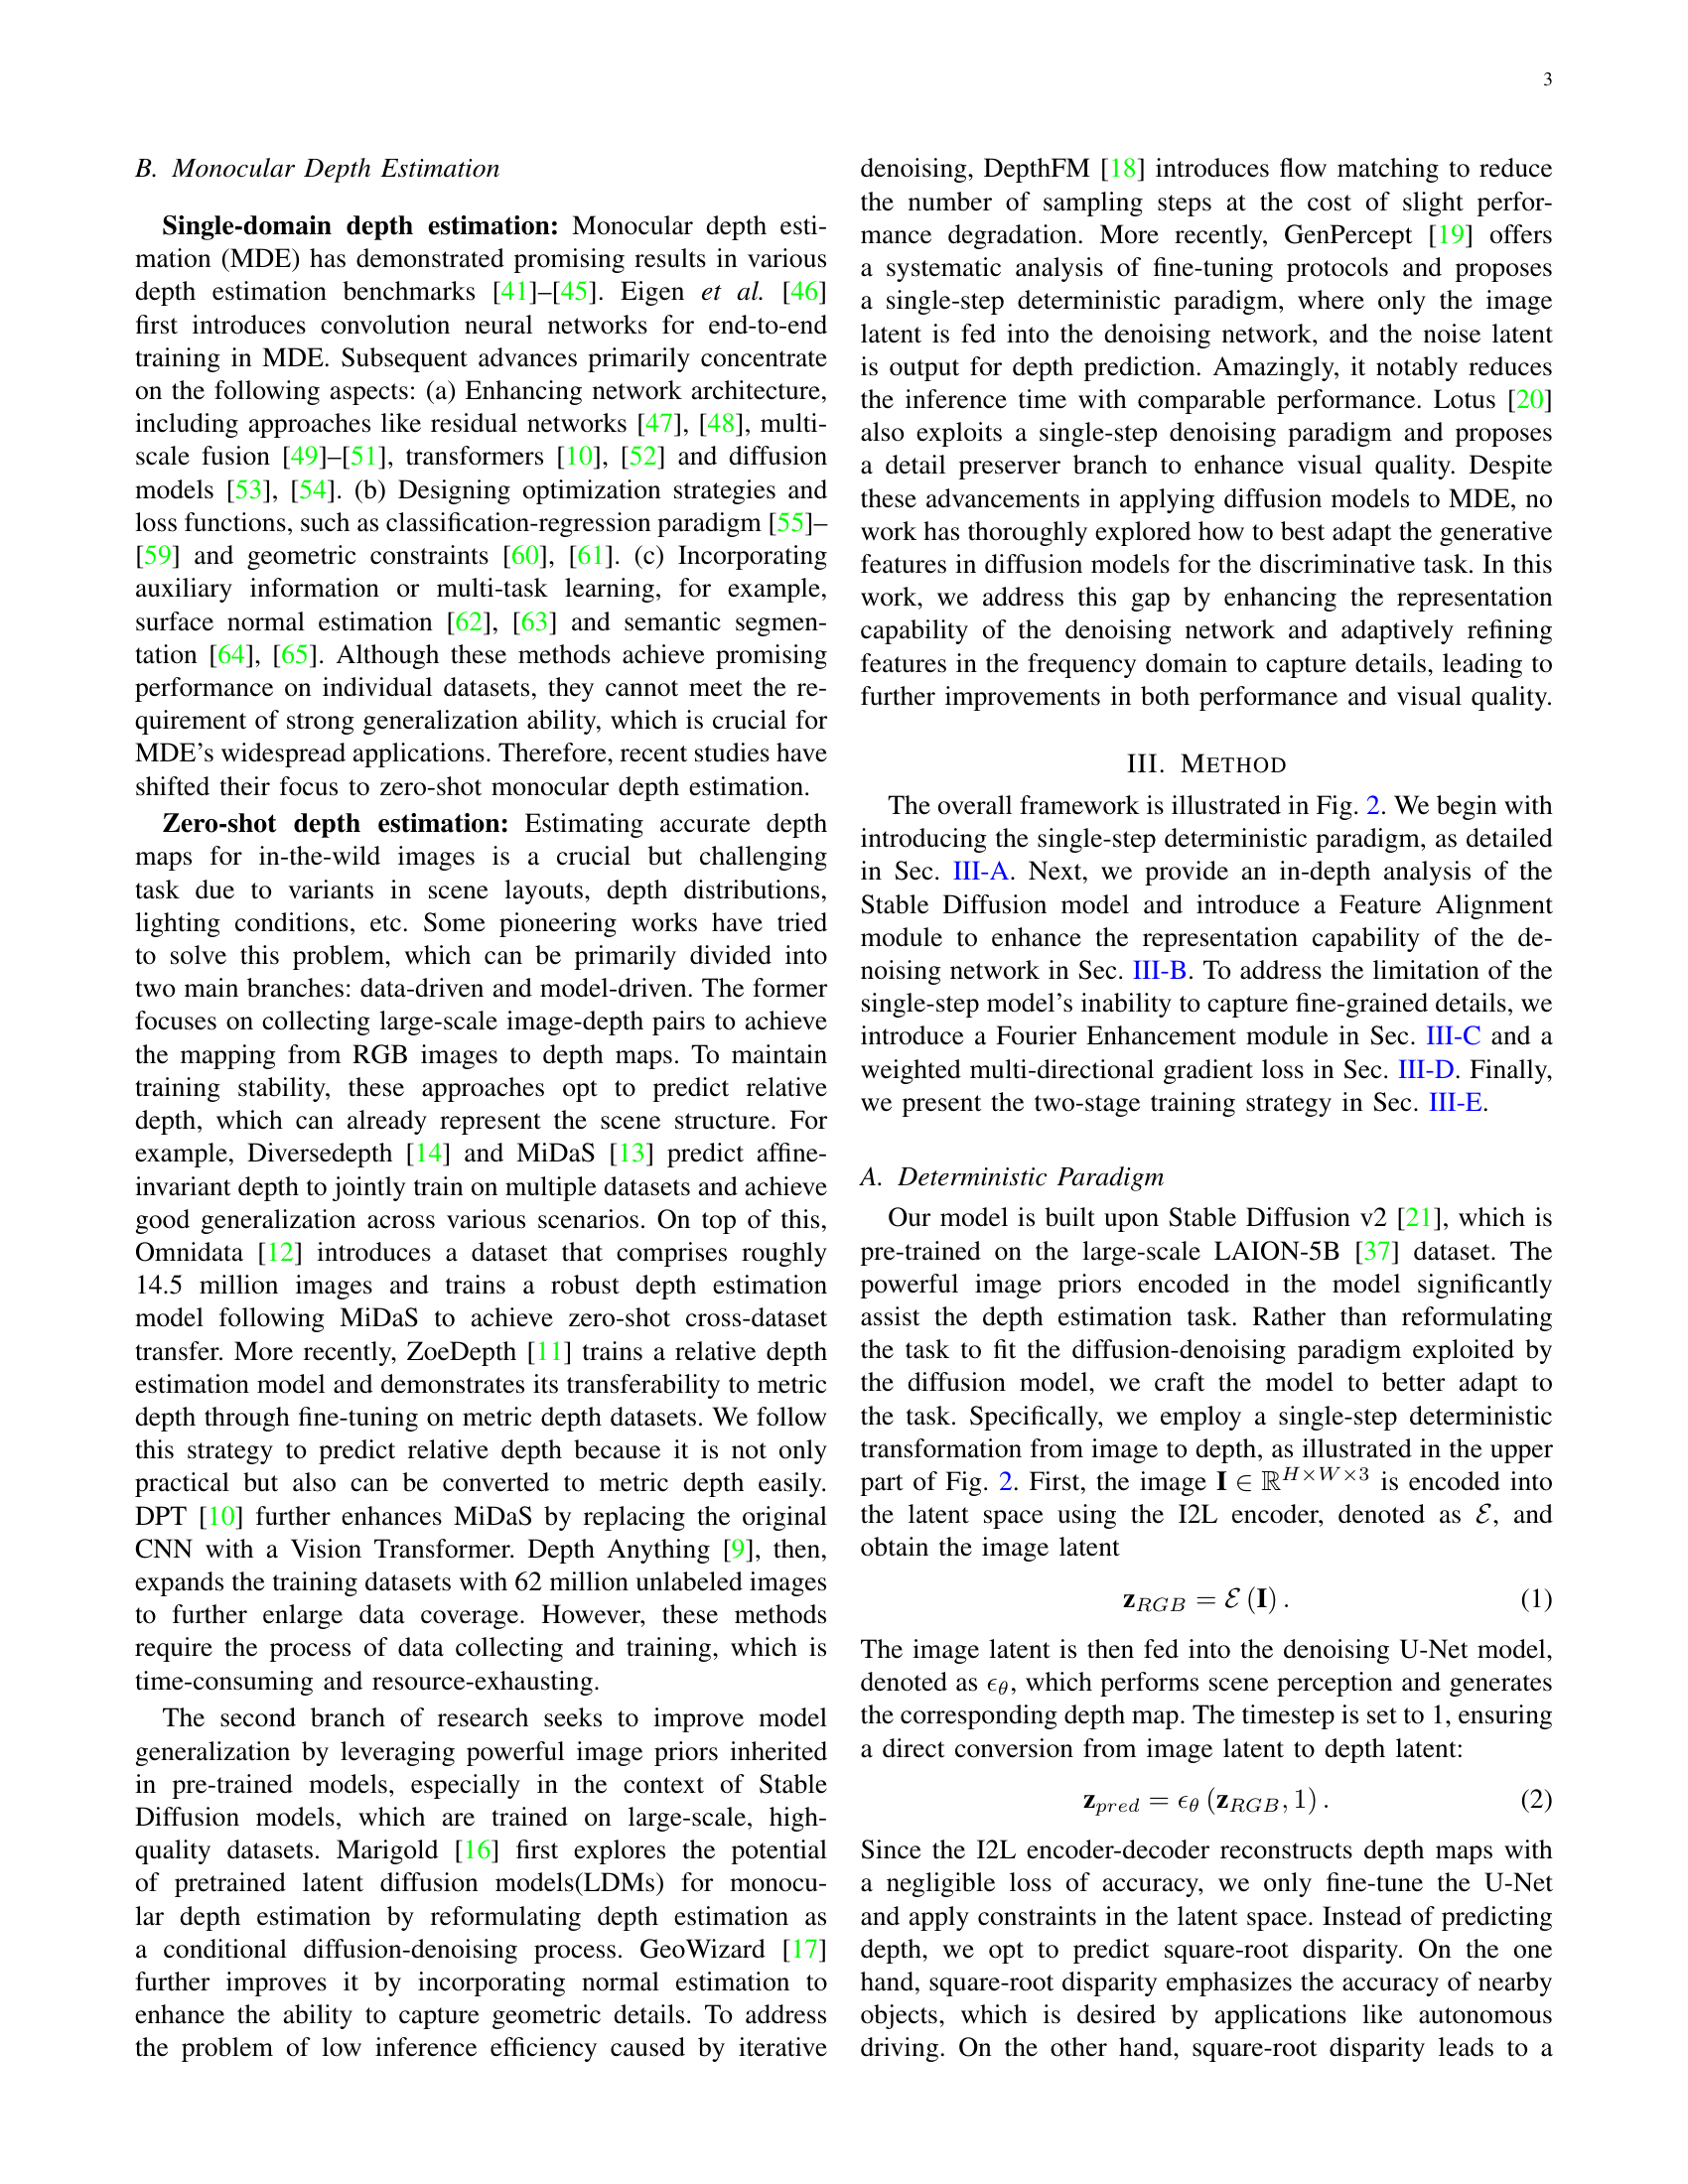 3
B. Monocular Depth Estimation
Single-domain depth estimation: Monocular depth esti-
mation (MDE) has demonstrated promising results in various
depth estimation benchmarks [41]–[45]. Eigen et al. [46]
first introduces convolution neural networks for end-to-end
training in MDE. Subsequent advances primarily concentrate
on the following aspects: (a) Enhancing network architecture,
including approaches like residual networks [47], [48], multi-
scale fusion [49]–[51], transformers [10], [52] and diffusion
models [53], [54]. (b) Designing optimization strategies and
loss functions, such as classification-regression paradigm [55]–
[59] and geometric constraints [60], [61]. (c) Incorporating
auxiliary information or multi-task learning, for example,
surface normal estimation [62], [63] and semantic segmen-
tation [64], [65]. Although these methods achieve promising
performance on individual datasets, they cannot meet the re-
quirement of strong generalization ability, which is crucial for
MDE's widespread applications. Therefore, recent studies have
shifted their focus to zero-shot monocular depth estimation.
Zero-shot depth estimation: Estimating accurate depth
maps for in-the-wild images is a crucial but challenging
task due to variants in scene layouts, depth distributions,
lighting conditions, etc. Some pioneering works have tried
to solve this problem, which can be primarily divided into
two main branches: data-driven and model-driven. The former
focuses on collecting large-scale image-depth pairs to achieve
the mapping from RGB images to depth maps. To maintain
training stability, these approaches opt to predict relative
depth, which can already represent the scene structure. For
example, Diversedepth [14] and MiDaS [13] predict affine-
invariant depth to jointly train on multiple datasets and achieve
good generalization across various scenarios. On top of this,
Omnidata [12] introduces a dataset that comprises roughly
14.5 million images and trains a robust depth estimation
model following MiDaS to achieve zero-shot cross-dataset
transfer. More recently, ZoeDepth [11] trains a relative depth
estimation model and demonstrates its transferability to metric
depth through fine-tuning on metric depth datasets. We follow
this strategy to predict relative depth because it is not only
practical but also can be converted to metric depth easily.
DPT [10] further enhances MiDaS by replacing the original
CNN with a Vision Transformer. Depth Anything [9], then,
expands the training datasets with 62 million unlabeled images
to further enlarge data coverage. However, these methods
require the process of data collecting and training, which is
time-consuming and resource-exhausting.
The second branch of research seeks to improve model
generalization by leveraging powerful image priors inherited
in pre-trained models, especially in the context of Stable
Diffusion models, which are trained on large-scale, high-
quality datasets. Marigold [16] first explores the potential
of pretrained latent diffusion models(LDMs) for monocu-
lar depth estimation by reformulating depth estimation as
a conditional diffusion-denoising process. GeoWizard [17]
further improves it by incorporating normal estimation to
enhance the ability to capture geometric details. To address
the problem of low inference efficiency caused by iterative
denoising, DepthFM [18] introduces flow matching to reduce
the number of sampling steps at the cost of slight perfor-
mance degradation. More recently, GenPercept [19] offers
a systematic analysis of fine-tuning protocols and proposes
a single-step deterministic paradigm, where only the image
latent is fed into the denoising network, and the noise latent
is output for depth prediction. Amazingly, it notably reduces
the inference time with comparable performance. Lotus [20]
also exploits a single-step denoising paradigm and proposes
a detail preserver branch to enhance visual quality. Despite
these advancements in applying diffusion models to MDE, no
work has thoroughly explored how to best adapt the generative
features in diffusion models for the discriminative task. In this
work, we address this gap by enhancing the representation
capability of the denoising network and adaptively refining
features in the frequency domain to capture details, leading to
further improvements in both performance and visual quality.
III. METHOD
The overall framework is illustrated in Fig. 2. We begin with
introducing the single-step deterministic paradigm, as detailed
in Sec. III-A. Next, we provide an in-depth analysis of the
Stable Diffusion model and introduce a Feature Alignment
module to enhance the representation capability of the de-
noising network in Sec. III-B. To address the limitation of the
single-step model's inability to capture fine-grained details, we
introduce a Fourier Enhancement module in Sec. III-C and a
weighted multi-directional gradient loss in Sec. III-D. Finally,
we present the two-stage training strategy in Sec. III-E.
A. Deterministic Paradigm
Our model is built upon Stable Diffusion v2 [21], which is
pre-trained on the large-scale LAION-5B [37] dataset. The
powerful image priors encoded in the model significantly
assist the depth estimation task. Rather than reformulating
the task to fit the diffusion-denoising paradigm exploited by
the diffusion model, we craft the model to better adapt to
the task. Specifically, we employ a single-step deterministic
transformation from image to depth, as illustrated in the upper
part of Fig. 2. First, the image I ∈ ℝ^{H×W×3} is encoded into
the latent space using the I2L encoder, denoted as ℰ, and
obtain the image latent
z_{RGB} = ℰ (I) . (1)
The image latent is then fed into the denoising U-Net model,
denoted as ϵ_θ, which performs scene perception and generates
the corresponding depth map. The timestep is set to 1, ensuring
a direct conversion from image latent to depth latent:
z_{pred} = ϵ_θ (z_{RGB}, 1) . (2)
Since the I2L encoder-decoder reconstructs depth maps with
a negligible loss of accuracy, we only fine-tune the U-Net
and apply constraints in the latent space. Instead of predicting
depth, we opt to predict square-root disparity. On the one
hand, square-root disparity emphasizes the accuracy of nearby
objects, which is desired by applications like autonomous
driving. On the other hand, square-root disparity leads to a